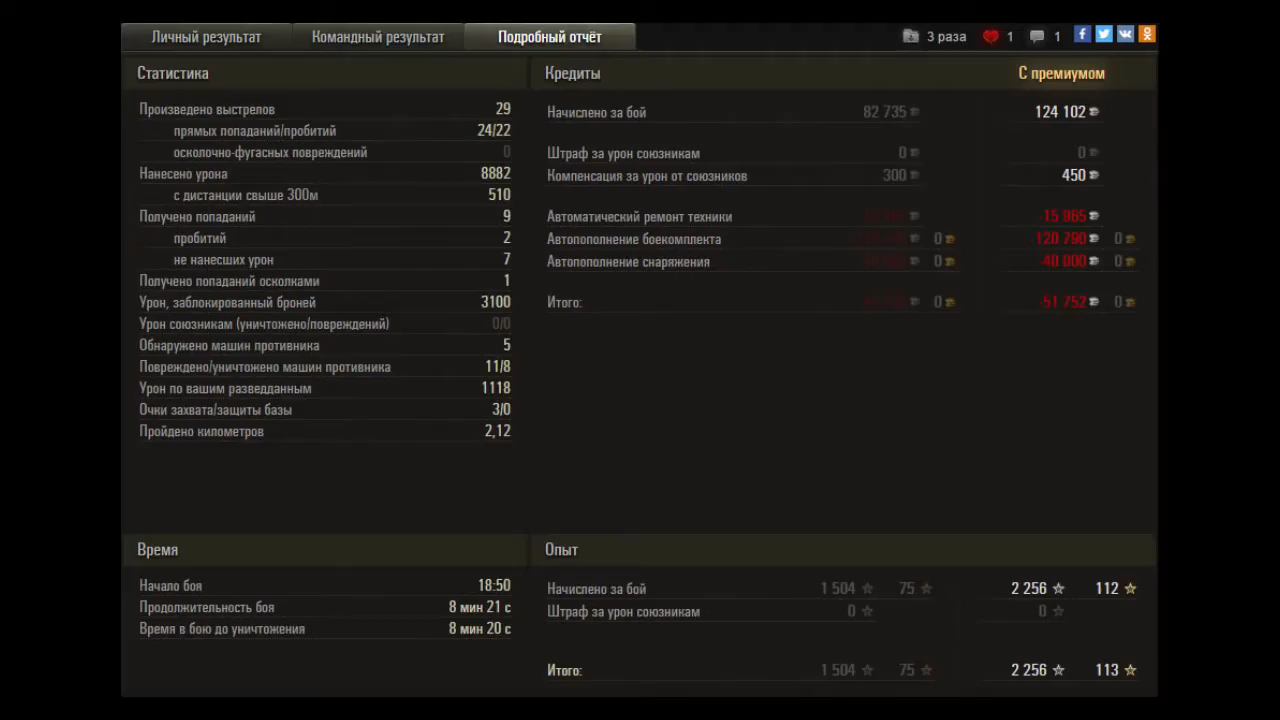 Личный результат Командный результат Подробный отчёт 3 раза 1 1
Статистика
Произведено выстрелов 29
прямых попаданий/пробитий 24/22
осколочно-фугасных повреждений 0
Нанесено урона 8882
с дистанции свыше 300м 510
Получено попаданий 9
пробитий 2
не нанесших урон 7
Получено попаданий осколками 1
Урон, заблокированный броней 3100
Урон союзникам (уничтожено/повреждений) 0/0
Обнаружено машин противника 5
Повреждено/уничтожено машин противника 11/8
Урон по вашим разведданным 1118
Очки захвата/защиты базы 3/0
Пройдено километров 2,12
Кредиты С премиумом
Начислено за бой 82 735 124 102
Штраф за урон союзникам 0 0
Компенсация за урон от союзников 300 450
Автоматический ремонт техники
Автопополнение боекомплекта 0 120 790 0
Автопополнение снаряжения 0 -40 000 0
Итого: 0 -51 752 0
Время
Начало боя 18:50
Продолжительность боя 8 мин 21 с
Время в бою до уничтожения 8 мин 20 с
Опыт
Начислено за бой 1 504 75 2 256 112
Штраф за урон союзникам 0 0
Итого: 1 504 75 2 256 113